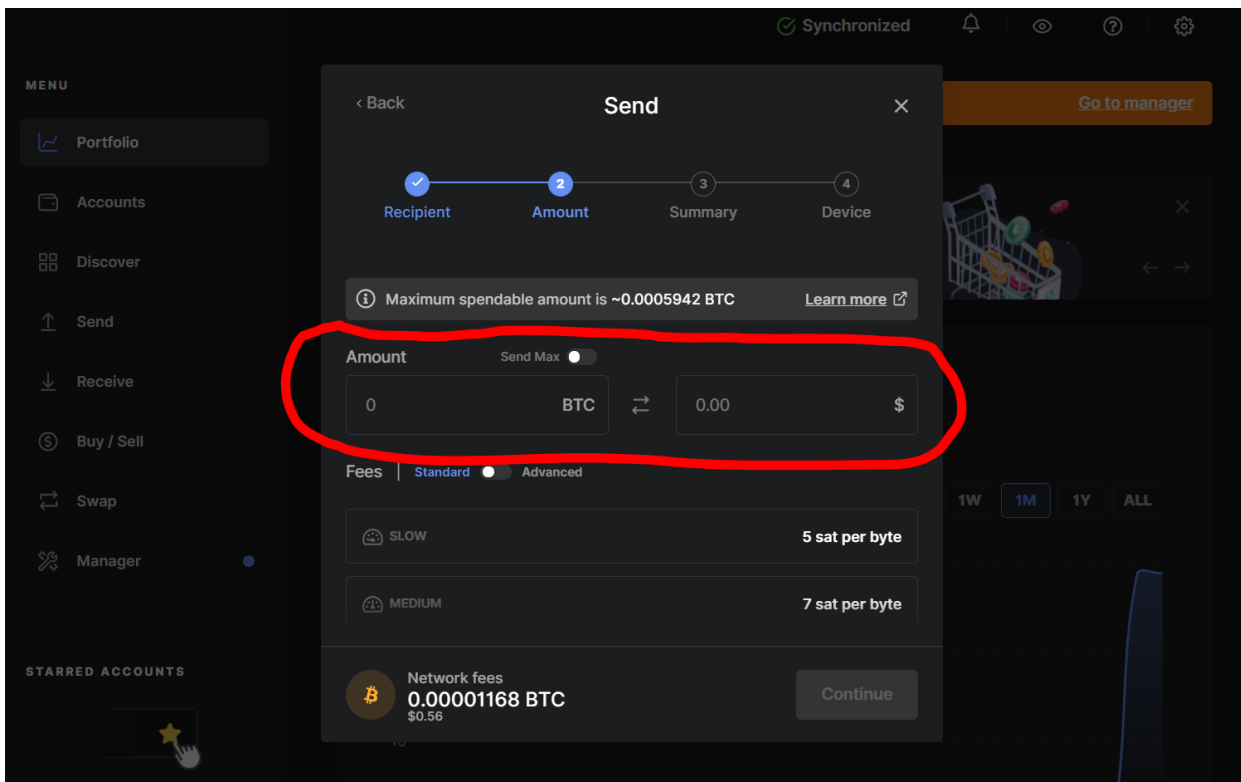 Synchronized
MENU
Go to manager
‹ Back
Send
Portfolio
2
3
4
Accounts
Recipient
Amount
Summary
Device
Discover
Maximum spendable amount is ~0.0005942 BTC
Learn more
Send
Amount
Send Max
Receive
0
BTC
0.00
$
Buy / Sell
Fees
Standard
Advanced
Swap
1W
1M
1Y
ALL
SLOW
5 sat per byte
Manager
MEDIUM
7 sat per byte
STARRED ACCOUNTS
Network fees
0.00001168 BTC
$0.56
Continue